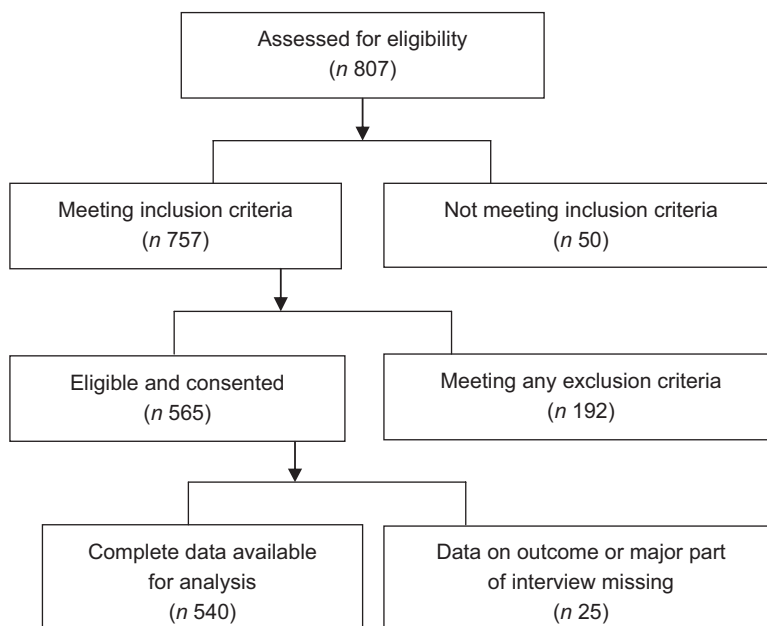 Assessed for eligibility
(n 807)
Meeting inclusion criteria
(n 757)
Not meeting inclusion criteria
(n 50)
Eligible and consented
(n 565)
Meeting any exclusion criteria
(n 192)
Complete data available
for analysis
(n 540)
Data on outcome or major part
of interview missing
(n 25)